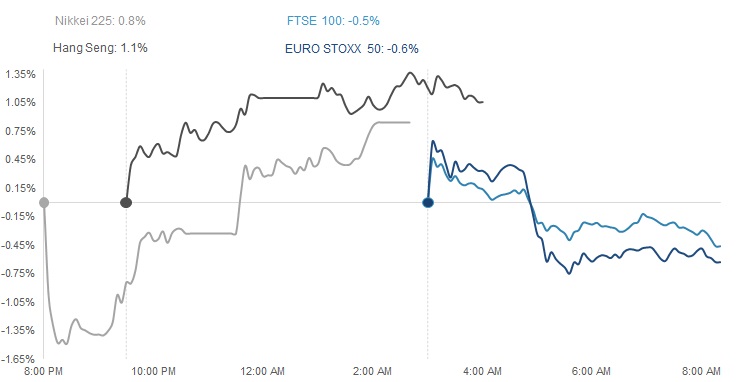 Nikkei 225: 0.8%
FTSE 100: -0.5%
Hang Seng: 1.1%
EURO STOXX 50: -0.6%
1.35%
1.05%
0.75%
0.45%
0.15%
-0.15%
-0.45%
-0.75%
-1.05%
-1.35%
-1.65%
8:00 PM
10:00 PM
12:00 AM
2:00 AM
4:00 AM
6:00 AM
8:00 AM